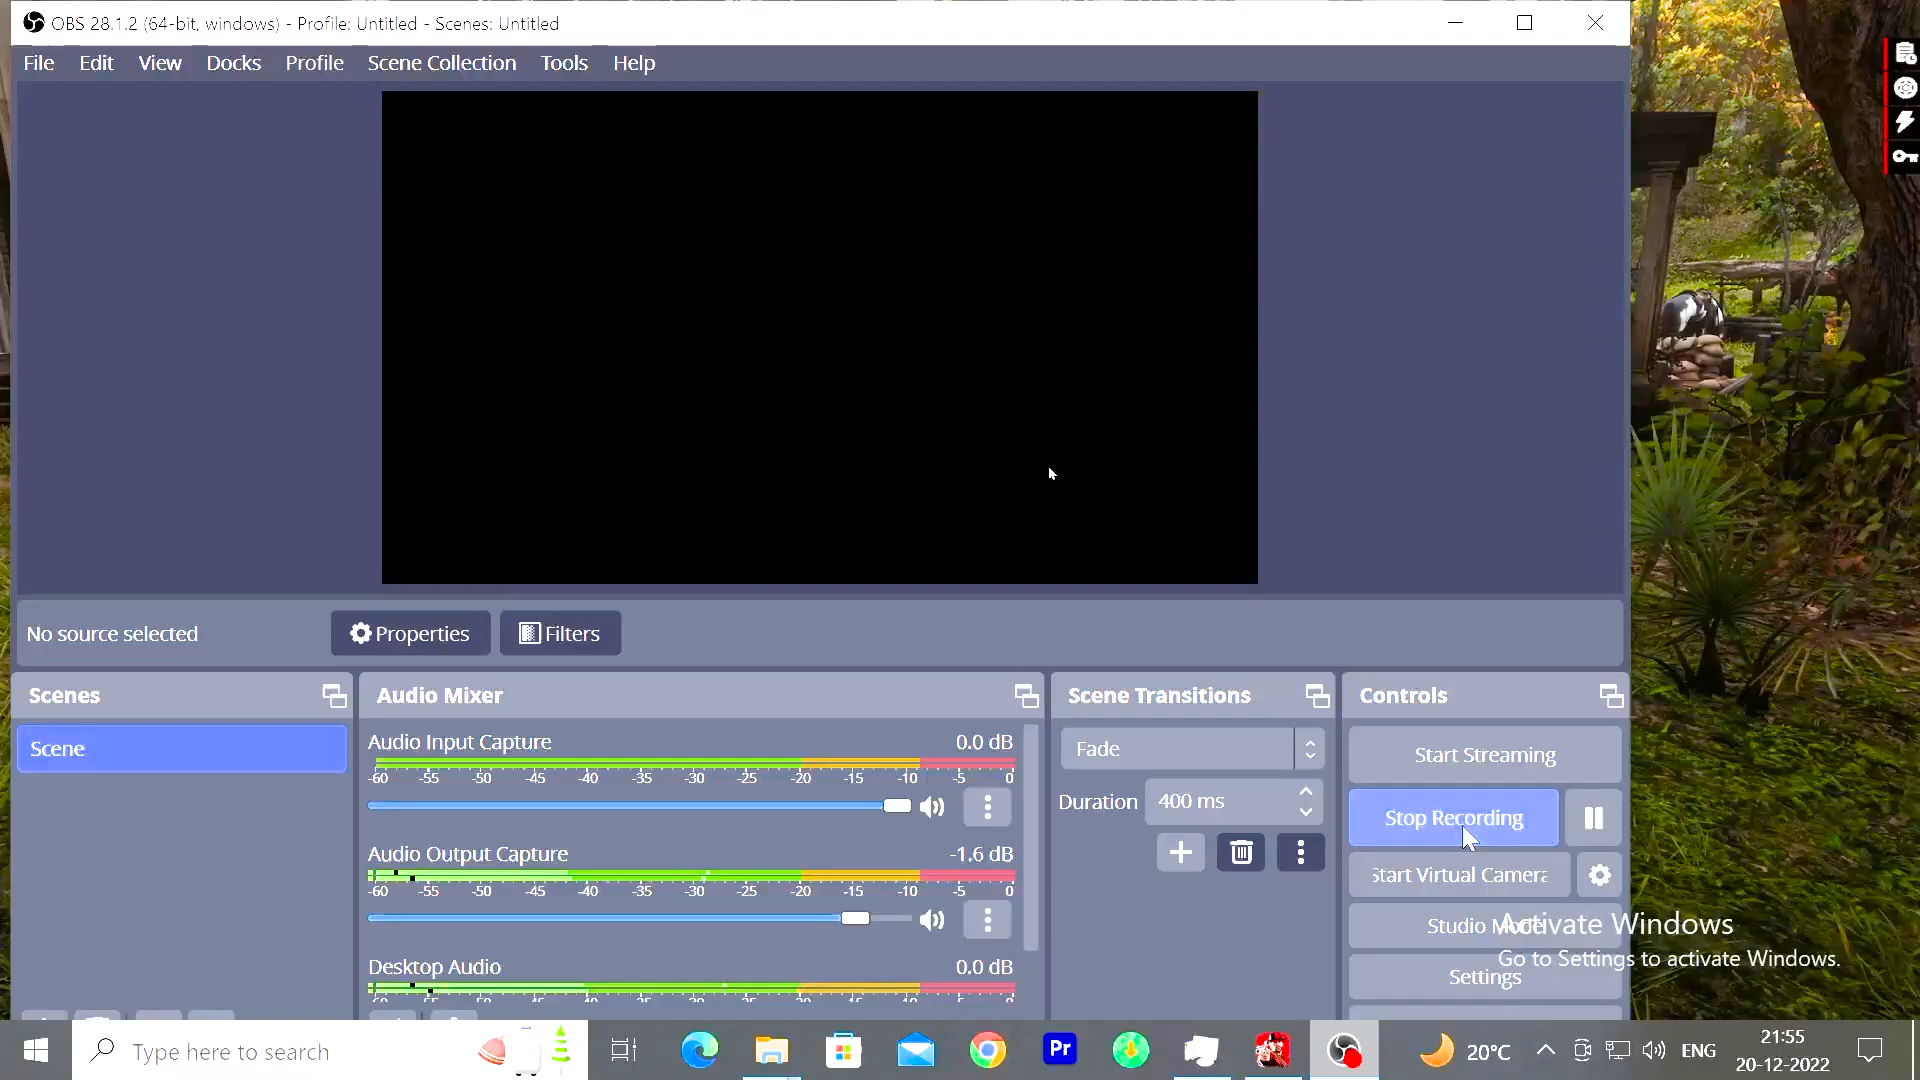 OBS 28.1.2 (64-bit, windows) - Profile: Untitled - Scenes: Untitled
File Edit View Docks Profile Scene Collection Tools Help
No source selected Properties Filters
Scenes
Scene
Audio Mixer
Audio Input Capture 0.0 dB
-60 -55 -50 -45 -40 -35 -30 -25 -20 -15 -10 -5 0
Audio Output Capture -1.6 dB
-60 -55 -50 -45 -40 -35 -30 -25 -20 -15 -10 -5 0
Desktop Audio 0.0 dB
Scene Transitions
Fade
Duration 400 ms
Controls
Start Streaming
Stop Recording
Start Virtual Camera
Studio Mode
Settings
Activate Windows
Go to Settings to activate Windows.
Type here to search
Pr
20°C
ENG
21:55
20-12-2022